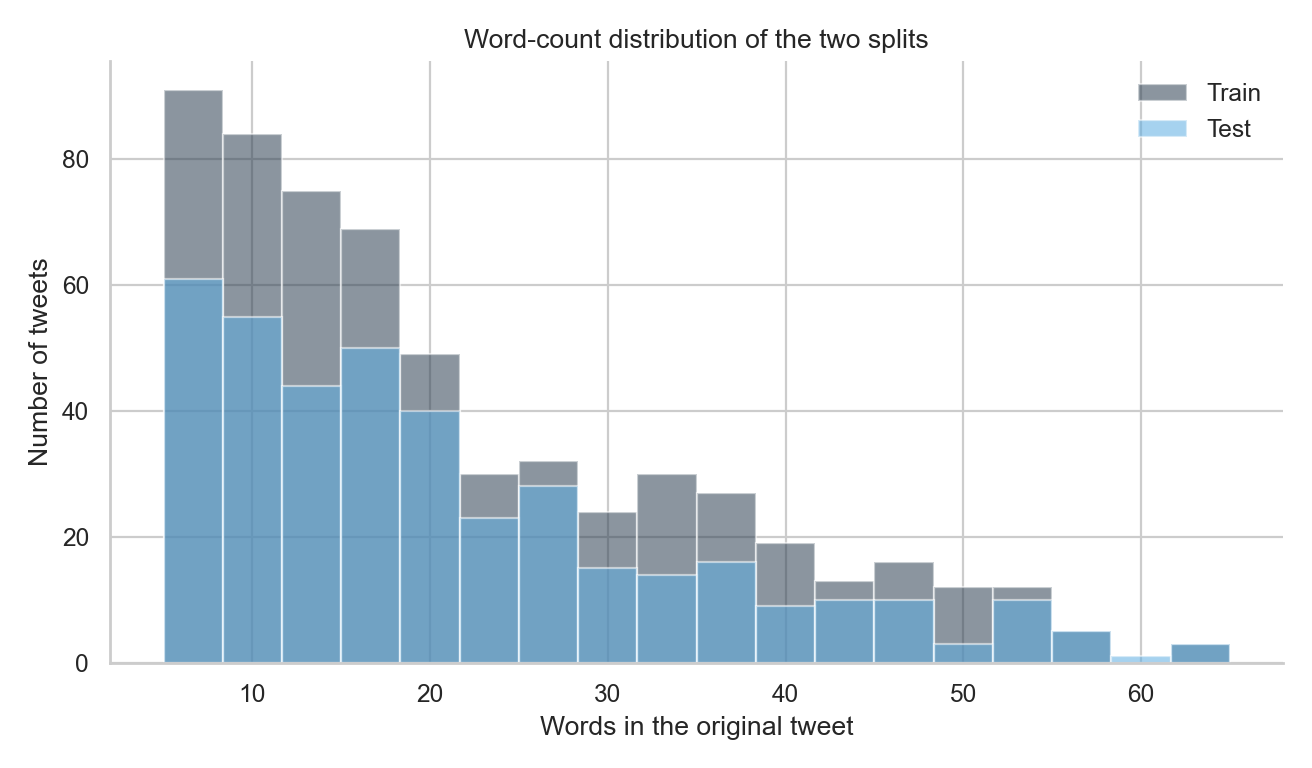 Word-count distribution of the two splits
Train
Test
Number of tweets
80
60
40
20
0
10 20 30 40 50 60
Words in the original tweet